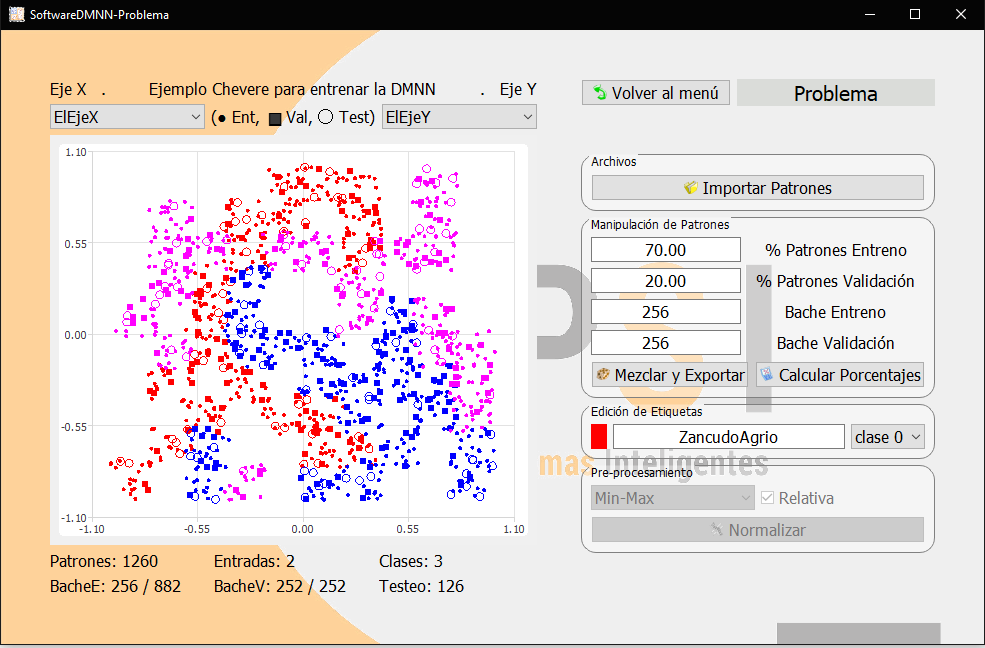 SoftwareDMNN-Problema
Eje X . Ejemplo Chevere para entrenar la DMNN . Eje Y
ElEjeX (● Ent, ■ Val, ○ Test) ElEjeY
1.10
0.55
0.00
-0.55
-1.10
-1.10 -0.55 0.00 0.55 1.10
Patrones: 1260 Entradas: 2 Clases: 3
BacheE: 256 / 882 BacheV: 252 / 252 Testeo: 126
Volver al menú Problema
Archivos
Importar Patrones
Manipulación de Patrones
70.00 % Patrones Entreno
20.00 % Patrones Validación
256 Bache Entreno
256 Bache Validación
Mezclar y Exportar Calcular Porcentajes
Edición de Etiquetas
ZancudoAgrio clase 0
mas Inteligentes
Pre-procesamiento
Min-Max Relativa
Normalizar